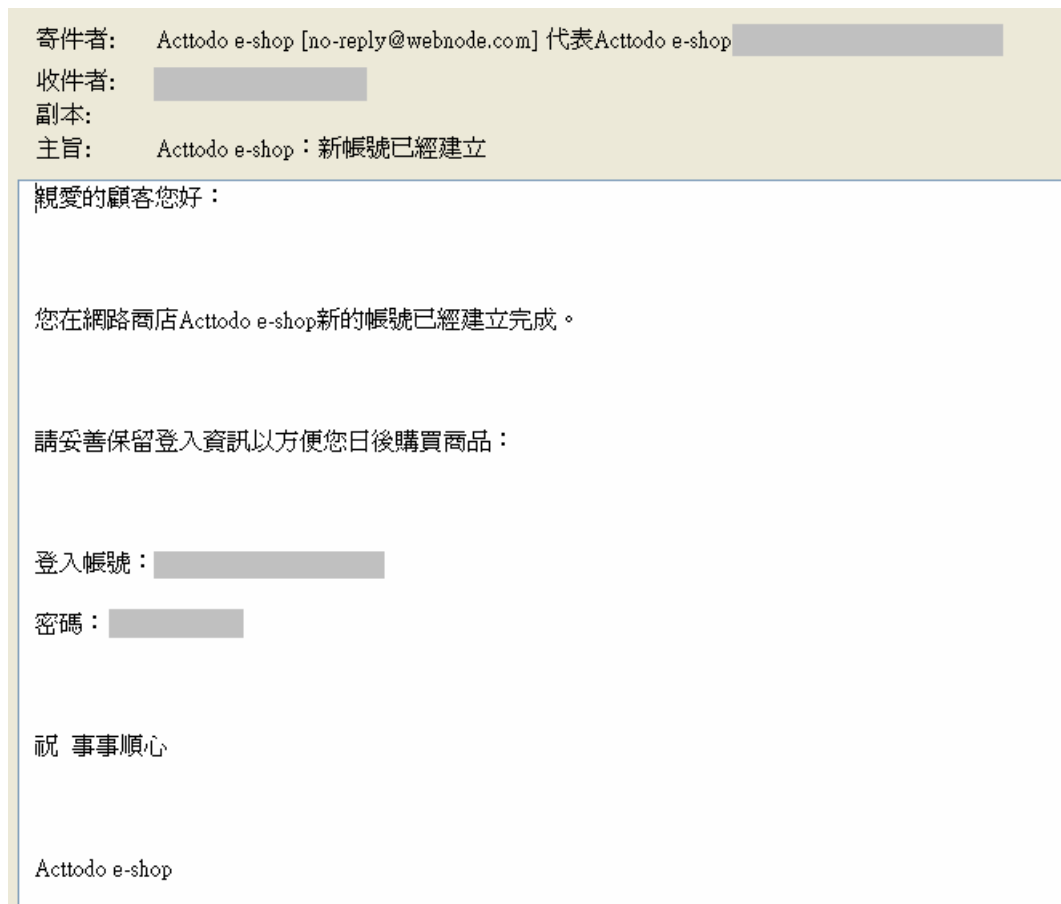 寄件者: Acttodo e-shop [no-reply@webnode.com] 代表Acttodo e-shop
收件者:
副本:
主旨: Acttodo e-shop：新帳號已經建立
親愛的顧客您好：
您在網路商店Acttodo e-shop新的帳號已經建立完成。
請妥善保留登入資訊以方便您日後購買商品：
登入帳號：
密碼：
祝 事事順心
Acttodo e-shop